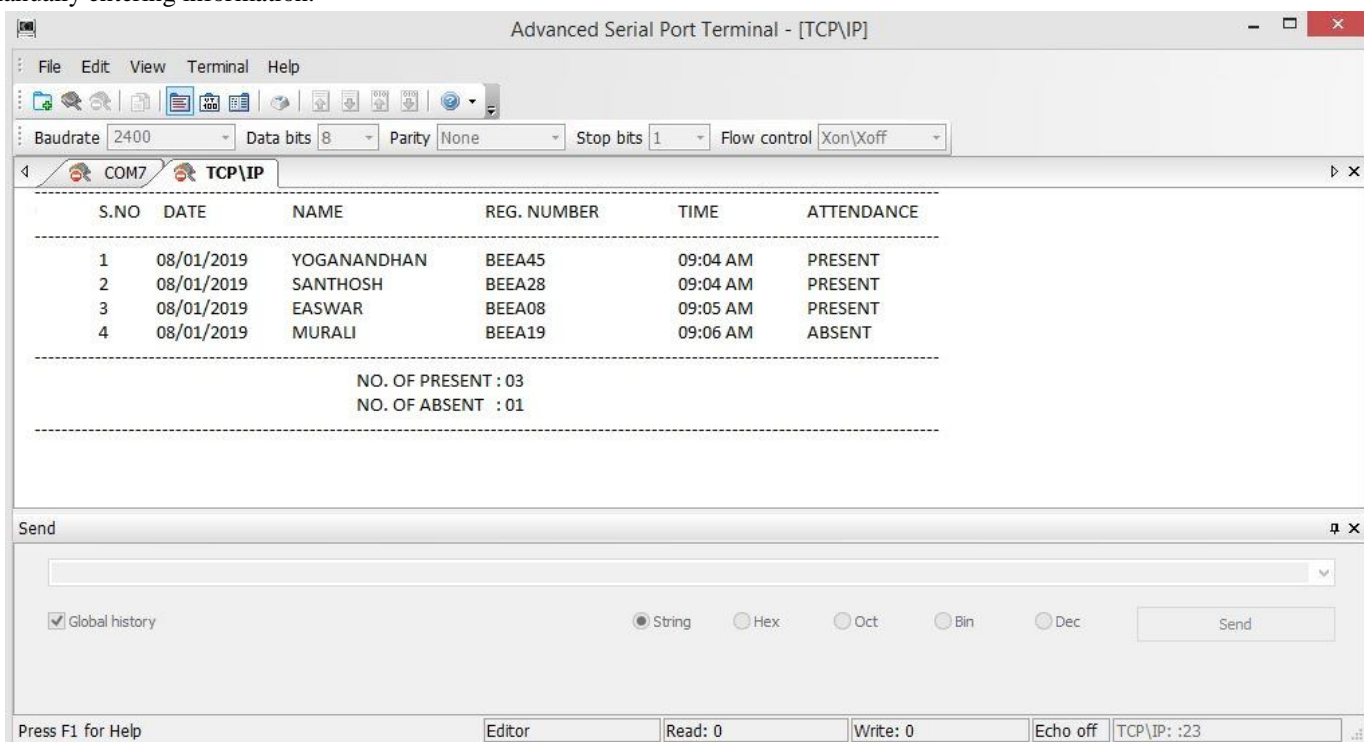 manually entering information.
Advanced Serial Port Terminal - [TCP\IP]
File Edit View Terminal Help
Baudrate 2400 Data bits 8 Parity None Stop bits 1 Flow control Xon\Xoff
COM7 TCP\IP
S.NO DATE NAME REG. NUMBER TIME ATTENDANCE
1 08/01/2019 YOGANANDHAN BEEA45 09:04 AM PRESENT
2 08/01/2019 SANTHOSH BEEA28 09:04 AM PRESENT
3 08/01/2019 EASWAR BEEA08 09:05 AM PRESENT
4 08/01/2019 MURALI BEEA19 09:06 AM ABSENT
NO. OF PRESENT : 03
NO. OF ABSENT : 01
Send
Global history String Hex Oct Bin Dec Send
Press F1 for Help Editor Read: 0 Write: 0 Echo off TCP\IP: :23